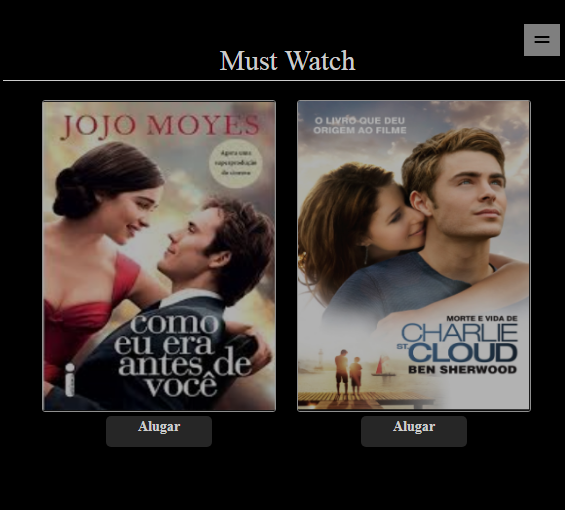 Must Watch
JOJO MOYES
Agora uma
superprodução
do cinema
como
eu era
antes de
você
Alugar
O LIVRO QUE DEU
ORIGEM AO FILME
MORTE E VIDA DE
CHARLIE
ST. CLOUD
BEN SHERWOOD
Alugar